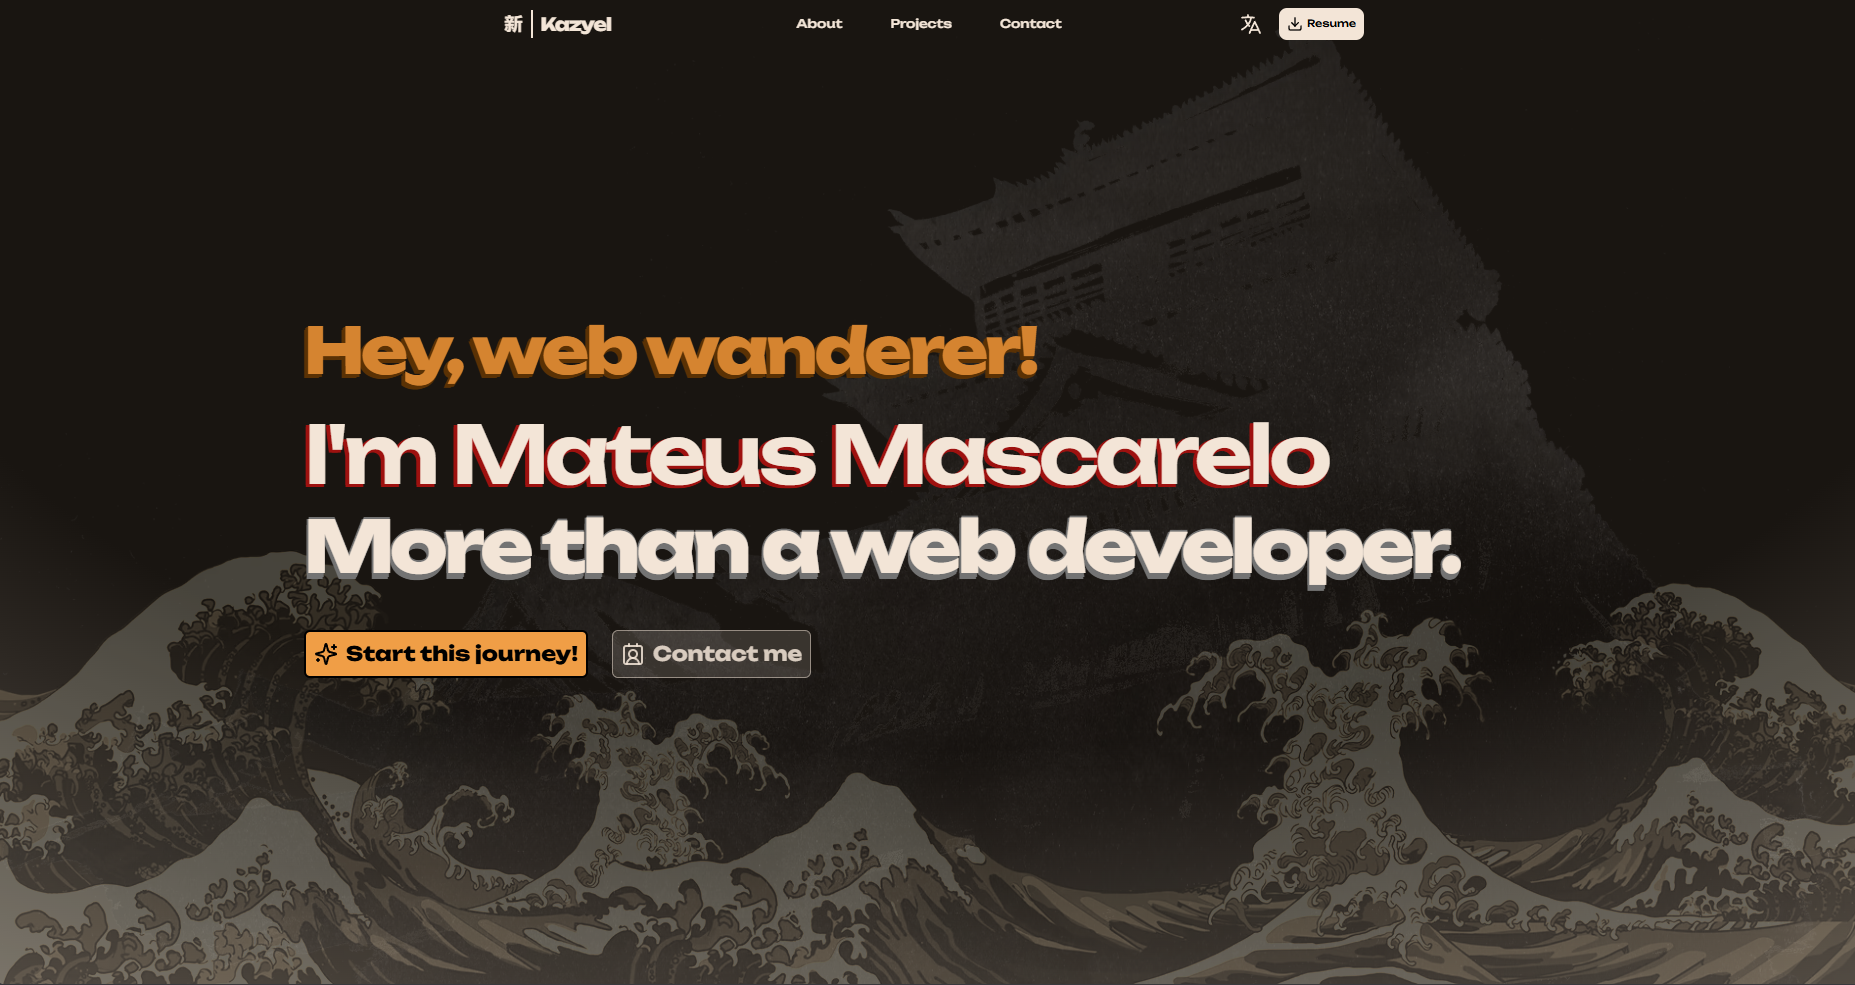 新 Kazyel About Projects Contact Resume
Hey, web wanderer!
I'm Mateus Mascarelo
More than a web developer.
Start this journey! Contact me